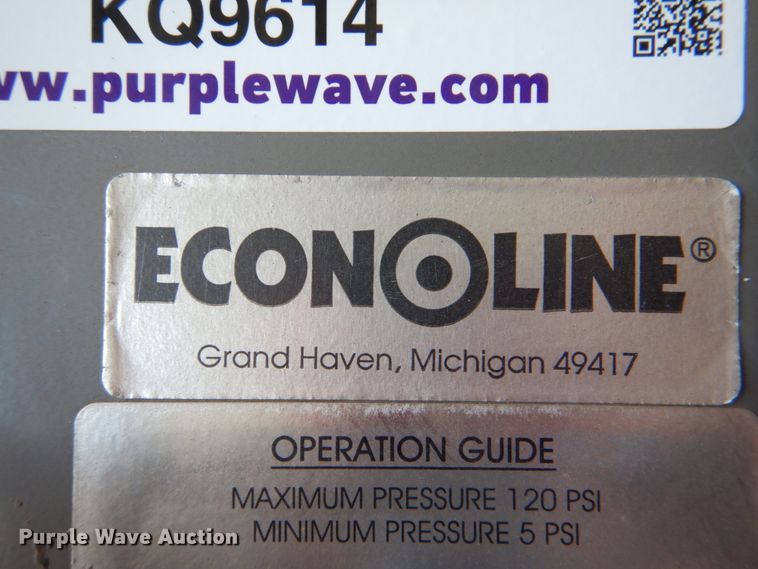 KQ9614
ww.purplewave.com
ECONOLINE®
Grand Haven, Michigan 49417
OPERATION GUIDE
MAXIMUM PRESSURE 120 PSI
MINIMUM PRESSURE 5 PSI
Purple Wave Auction